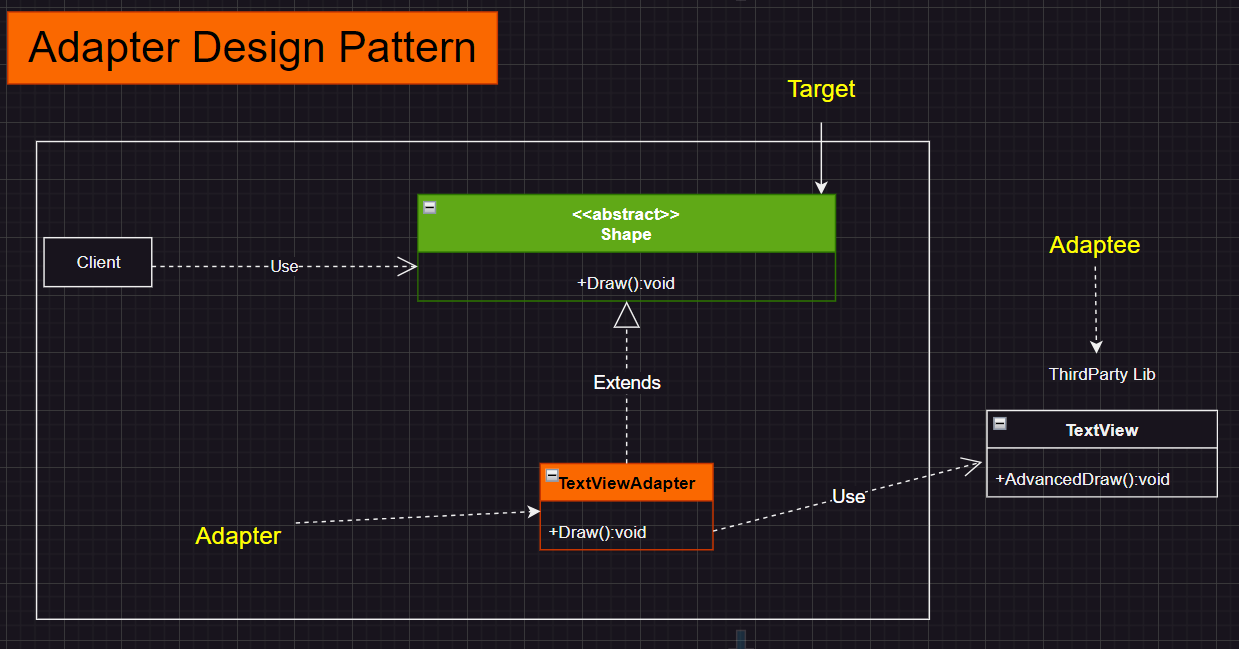 Adapter Design Pattern
Target
<<abstract>>
Shape
+Draw():void
Client
Use
Adaptee
ThirdParty Lib
Extends
TextView
+AdvancedDraw():void
TextViewAdapter
+Draw():void
Use
Adapter